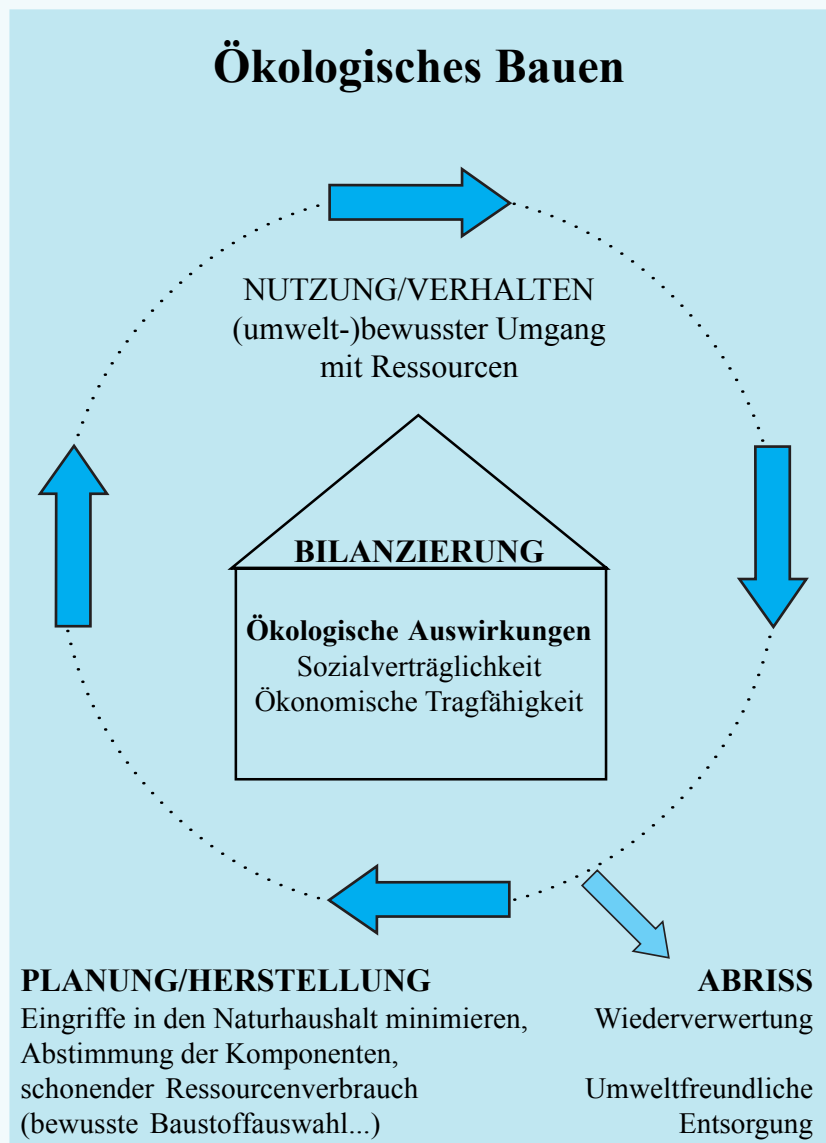 Ökologisches Bauen
NUTZUNG/VERHALTEN
(umwelt-)bewusster Umgang
mit Ressourcen
BILANZIERUNG
Ökologische Auswirkungen
Sozialverträglichkeit
Ökonomische Tragfähigkeit
PLANUNG/HERSTELLUNG
Eingriffe in den Naturhaushalt minimieren,
Abstimmung der Komponenten,
schonender Ressourcenverbrauch
(bewusste Baustoffauswahl...)
ABRISS
Wiederverwertung
Umweltfreundliche
Entsorgung